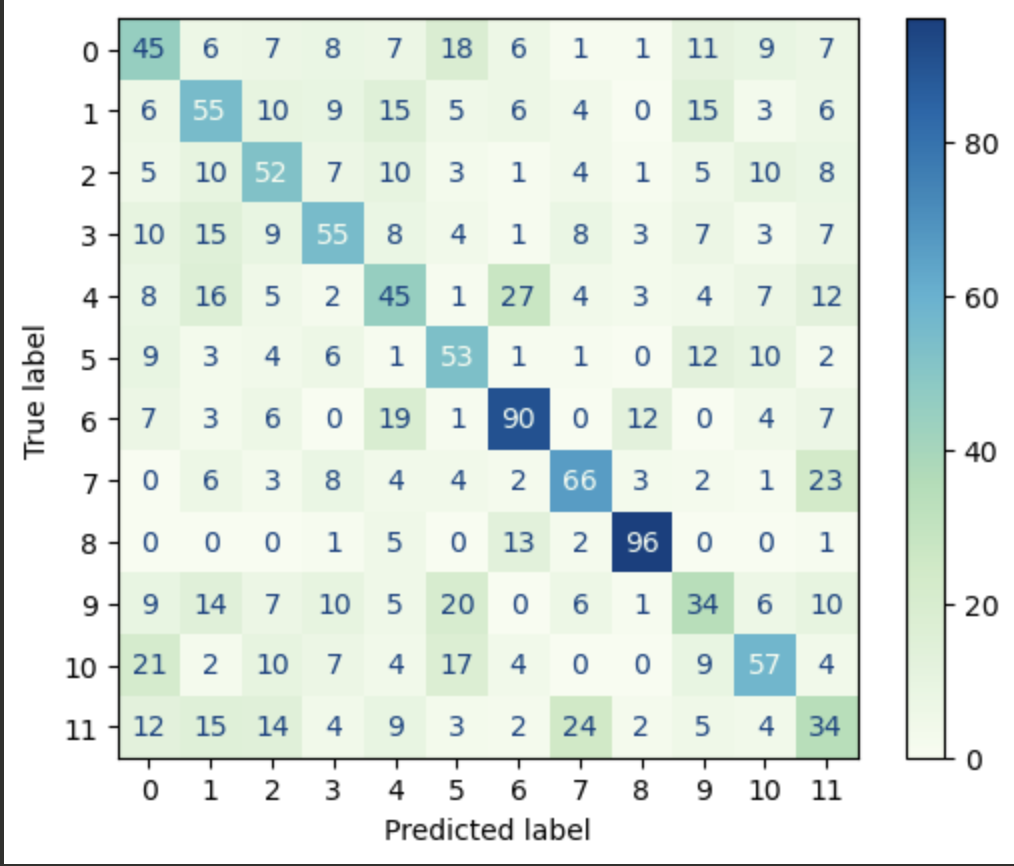 0 45 6 7 8 7 18 6 1 1 11 9 7
1 6 55 10 9 15 5 6 4 0 15 3 6
2 5 10 52 7 10 3 1 4 1 5 10 8
3 10 15 9 55 8 4 1 8 3 7 3 7
4 8 16 5 2 45 1 27 4 3 4 7 12
5 9 3 4 6 1 53 1 1 0 12 10 2
6 7 3 6 0 19 1 90 0 12 0 4 7
7 0 6 3 8 4 4 2 66 3 2 1 23
8 0 0 0 1 5 0 13 2 96 0 0 1
9 9 14 7 10 5 20 0 6 1 34 6 10
10 21 2 10 7 4 17 4 0 0 9 57 4
11 12 15 14 4 9 3 2 24 2 5 4 34
0 1 2 3 4 5 6 7 8 9 10 11
Predicted label
True label
80
60
40
20
0